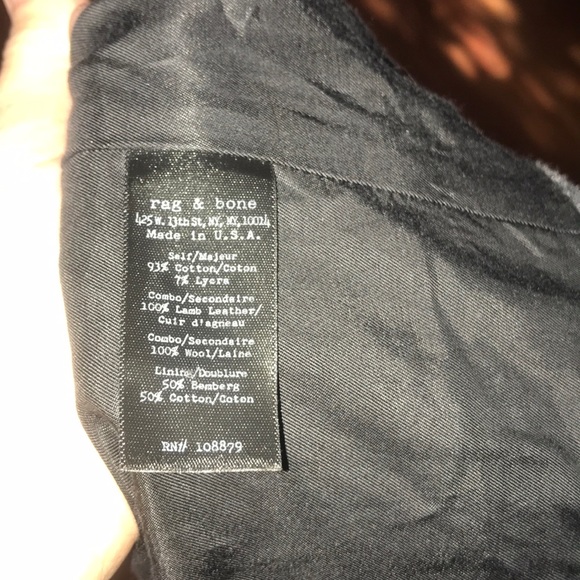 rag & bone
425 W. 13th St, NY, NY, 10014
Made in U.S.A.
Self/Majeur
93% Cotton/Coton
7% Lycra
Combo/Secondaire
100% Lamb Leather/
Cuir d'agneau
Combo/Secondaire
100% Wool/Laine
Lining/Doublure
50% Bemberg
50% Cotton/Coton
RN# 108879